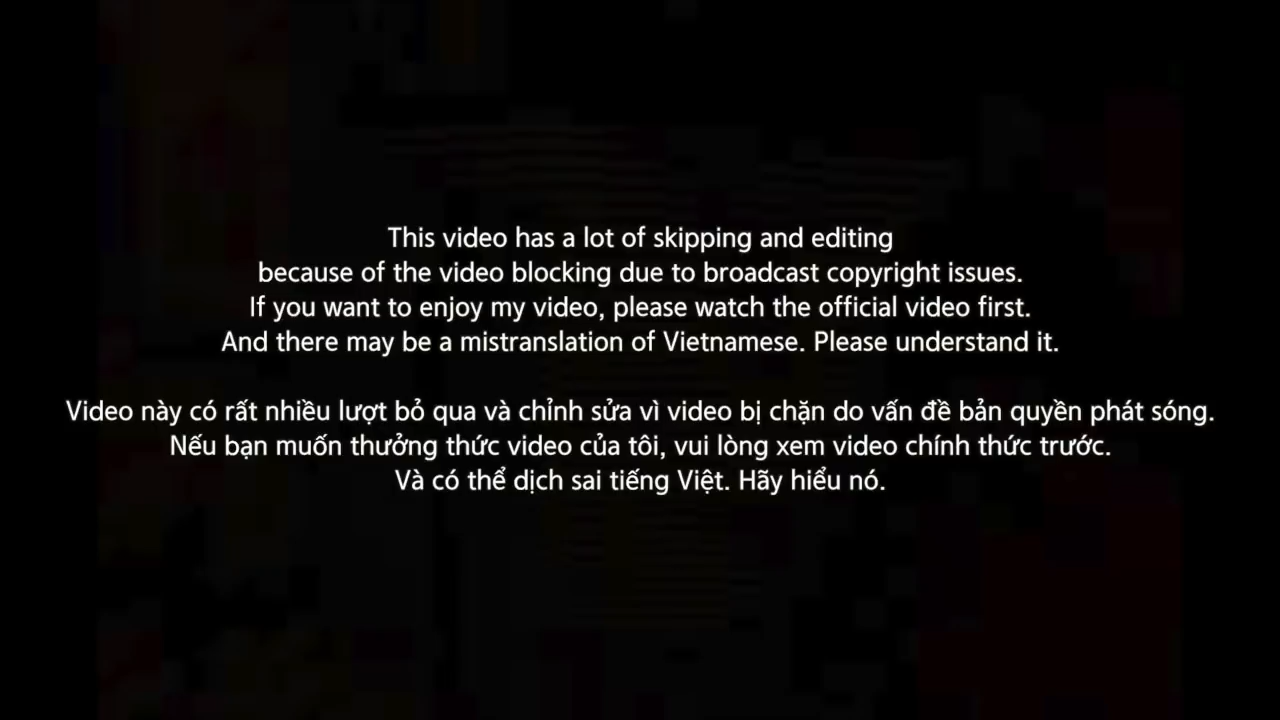 This video has a lot of skipping and editing
because of the video blocking due to broadcast copyright issues.
If you want to enjoy my video, please watch the official video first.
And there may be a mistranslation of Vietnamese. Please understand it.
Video này có rất nhiều lượt bỏ qua và chỉnh sửa vì video bị chặn do vấn đề bản quyền phát sóng.
Nếu bạn muốn thưởng thức video của tôi, vui lòng xem video chính thức trước.
Và có thể dịch sai tiếng Việt. Hãy hiểu nó.